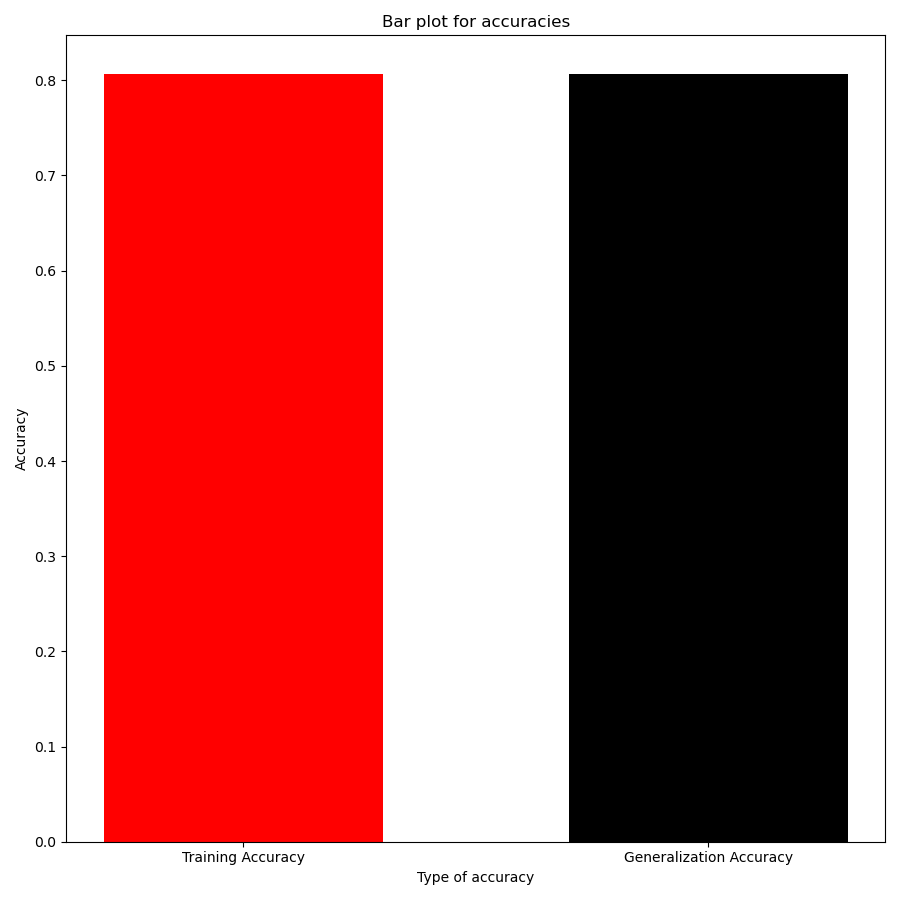 Bar plot for accuracies
0.8
0.7
0.6
0.5
0.4
0.3
0.2
0.1
0.0
Accuracy
Training Accuracy
Generalization Accuracy
Type of accuracy